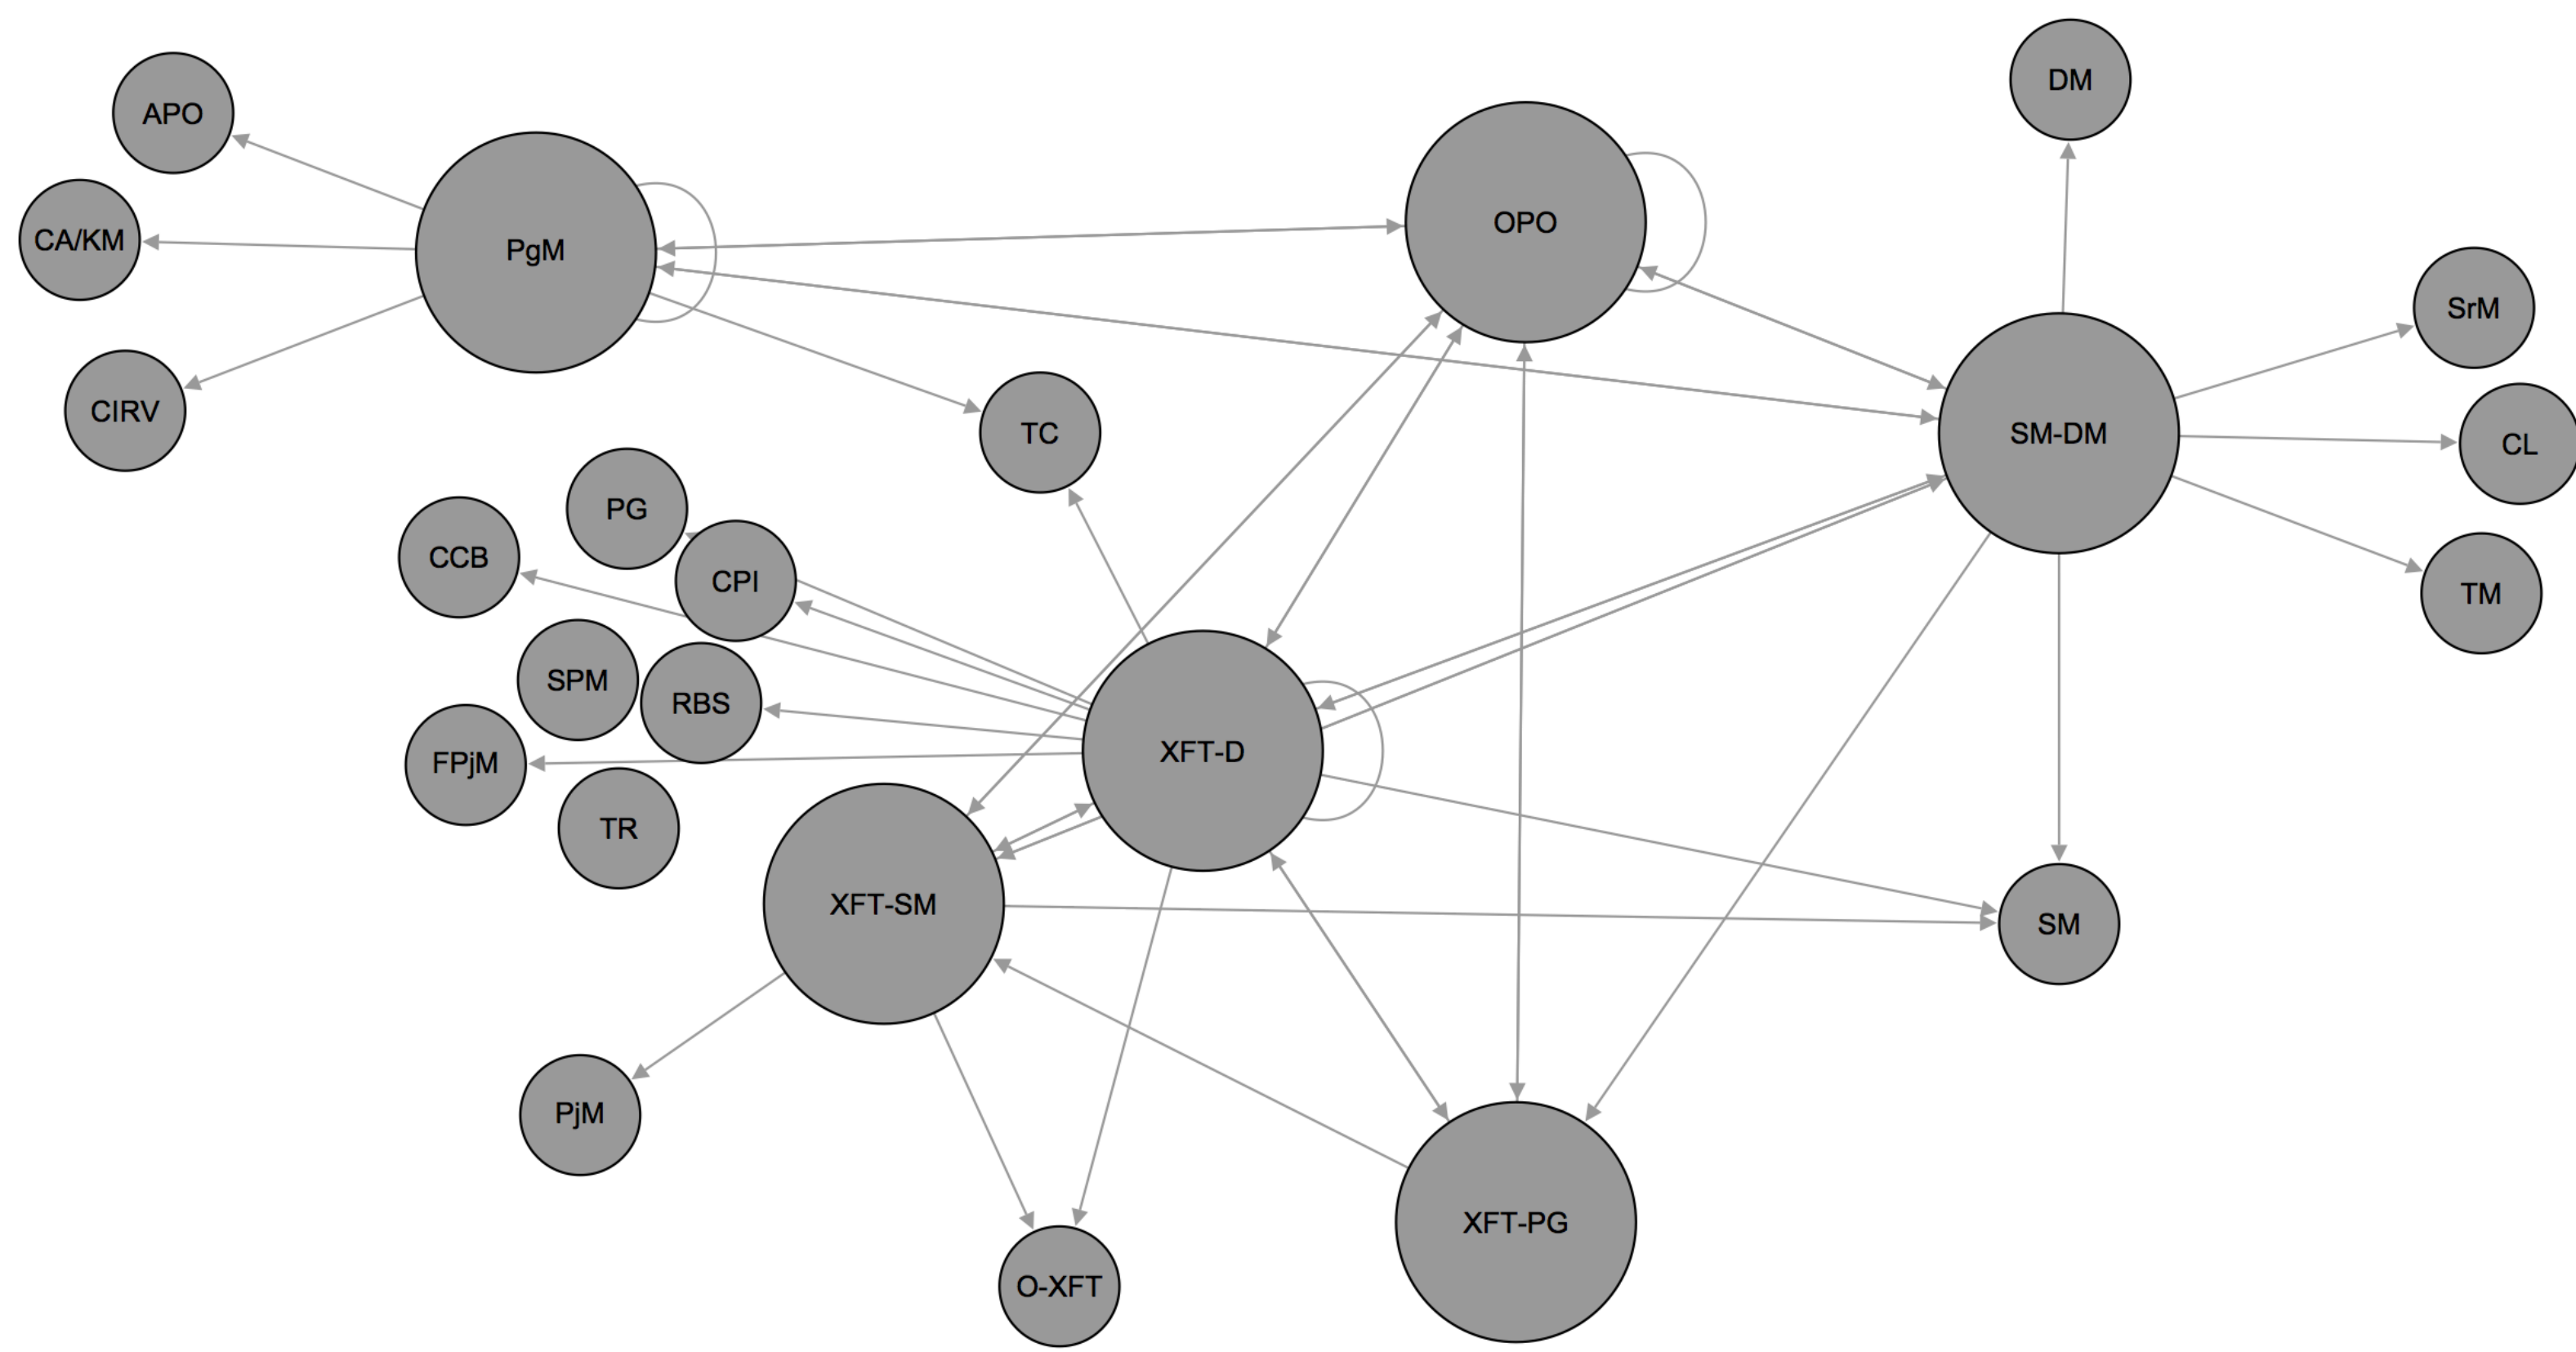 DM
APO
OPO
CA/KM
PgM
SrM
CIRV
TC
SM-DM
CL
PG
CCB
CPI
TM
SPM
RBS
FPjM
XFT-D
TR
XFT-SM
SM
PjM
XFT-PG
O-XFT